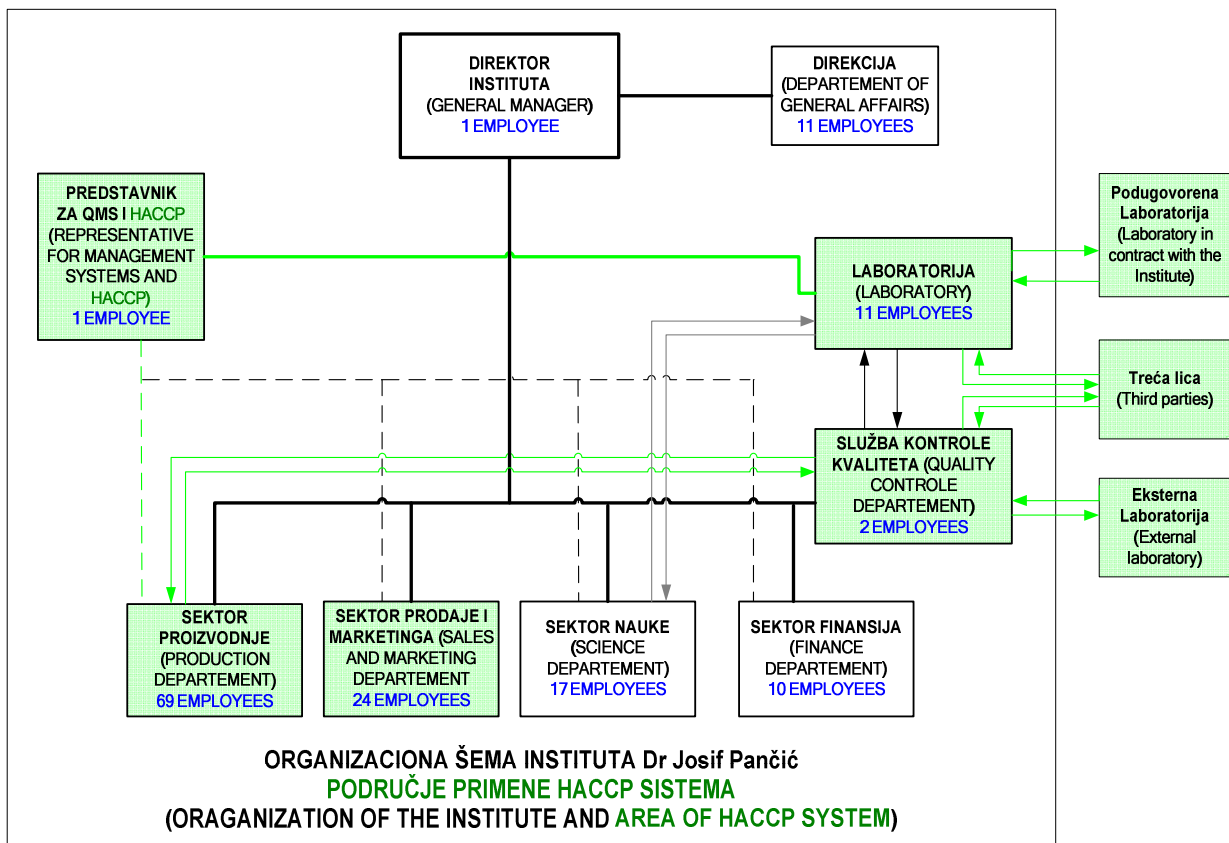 DIREKTOR
INSTITUTA
(GENERAL MANAGER)
1 EMPLOYEE
DIREKCIJA
(DEPARTEMENT OF
GENERAL AFFAIRS)
11 EMPLOYEES
PREDSTAVNIK
ZA QMS I HACCP
(REPRESENTATIVE
FOR MANAGEMENT
SYSTEMS AND
HACCP)
1 EMPLOYEE
LABORATORIJA
(LABORATORY)
11 EMPLOYEES
Podugovorena
Laboratorija
(Laboratory in
contract with the
Institute)
Treća lica
(Third parties)
SLUŽBA KONTROLE
KVALITETA (QUALITY
CONTROLE
DEPARTEMENT)
2 EMPLOYEES
Eksterna
Laboratorija
(External
laboratory)
SEKTOR
PROIZVODNJE
(PRODUCTION
DEPARTEMENT)
69 EMPLOYEES
SEKTOR PRODAJE I
MARKETINGA (SALES
AND MARKETING
DEPARTEMENT
24 EMPLOYEES
SEKTOR NAUKE
(SCIENCE
DEPARTEMENT)
17 EMPLOYEES
SEKTOR FINANSIJA
(FINANCE
DEPARTEMENT)
10 EMPLOYEES
ORGANIZACIONA ŠEMA INSTITUTA Dr Josif Pančić
PODRUČJE PRIMENE HACCP SISTEMA
(ORAGANIZATION OF THE INSTITUTE AND AREA OF HACCP SYSTEM)